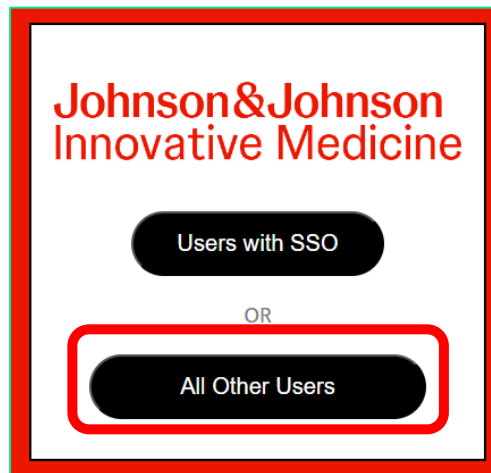 Johnson&Johnson
Innovative Medicine
Users with SSO
OR
All Other Users